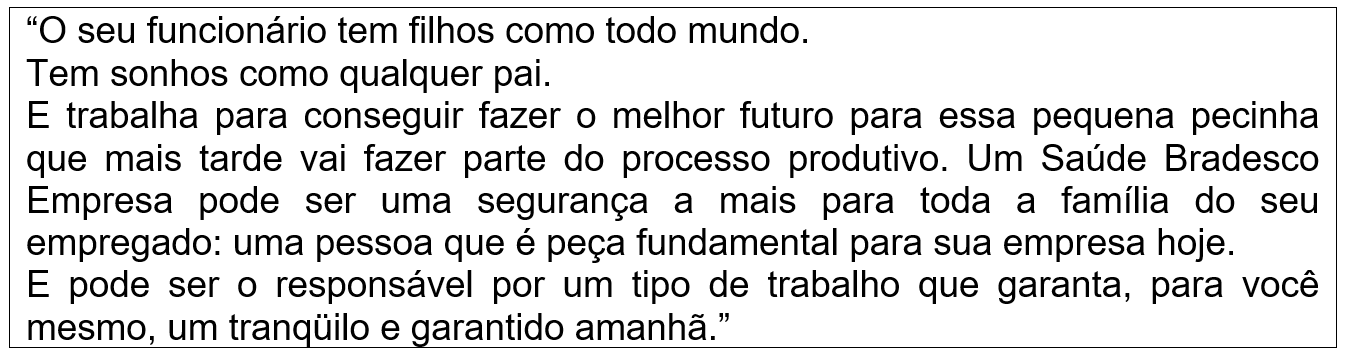 “O seu funcionário tem filhos como todo mundo.
Tem sonhos como qualquer pai.
E trabalha para conseguir fazer o melhor futuro para essa pequena pecinha
que mais tarde vai fazer parte do processo produtivo. Um Saúde Bradesco
Empresa pode ser uma segurança a mais para toda a família do seu
empregado: uma pessoa que é peça fundamental para sua empresa hoje.
E pode ser o responsável por um tipo de trabalho que garanta, para você
mesmo, um tranqüilo e garantido amanhã.”